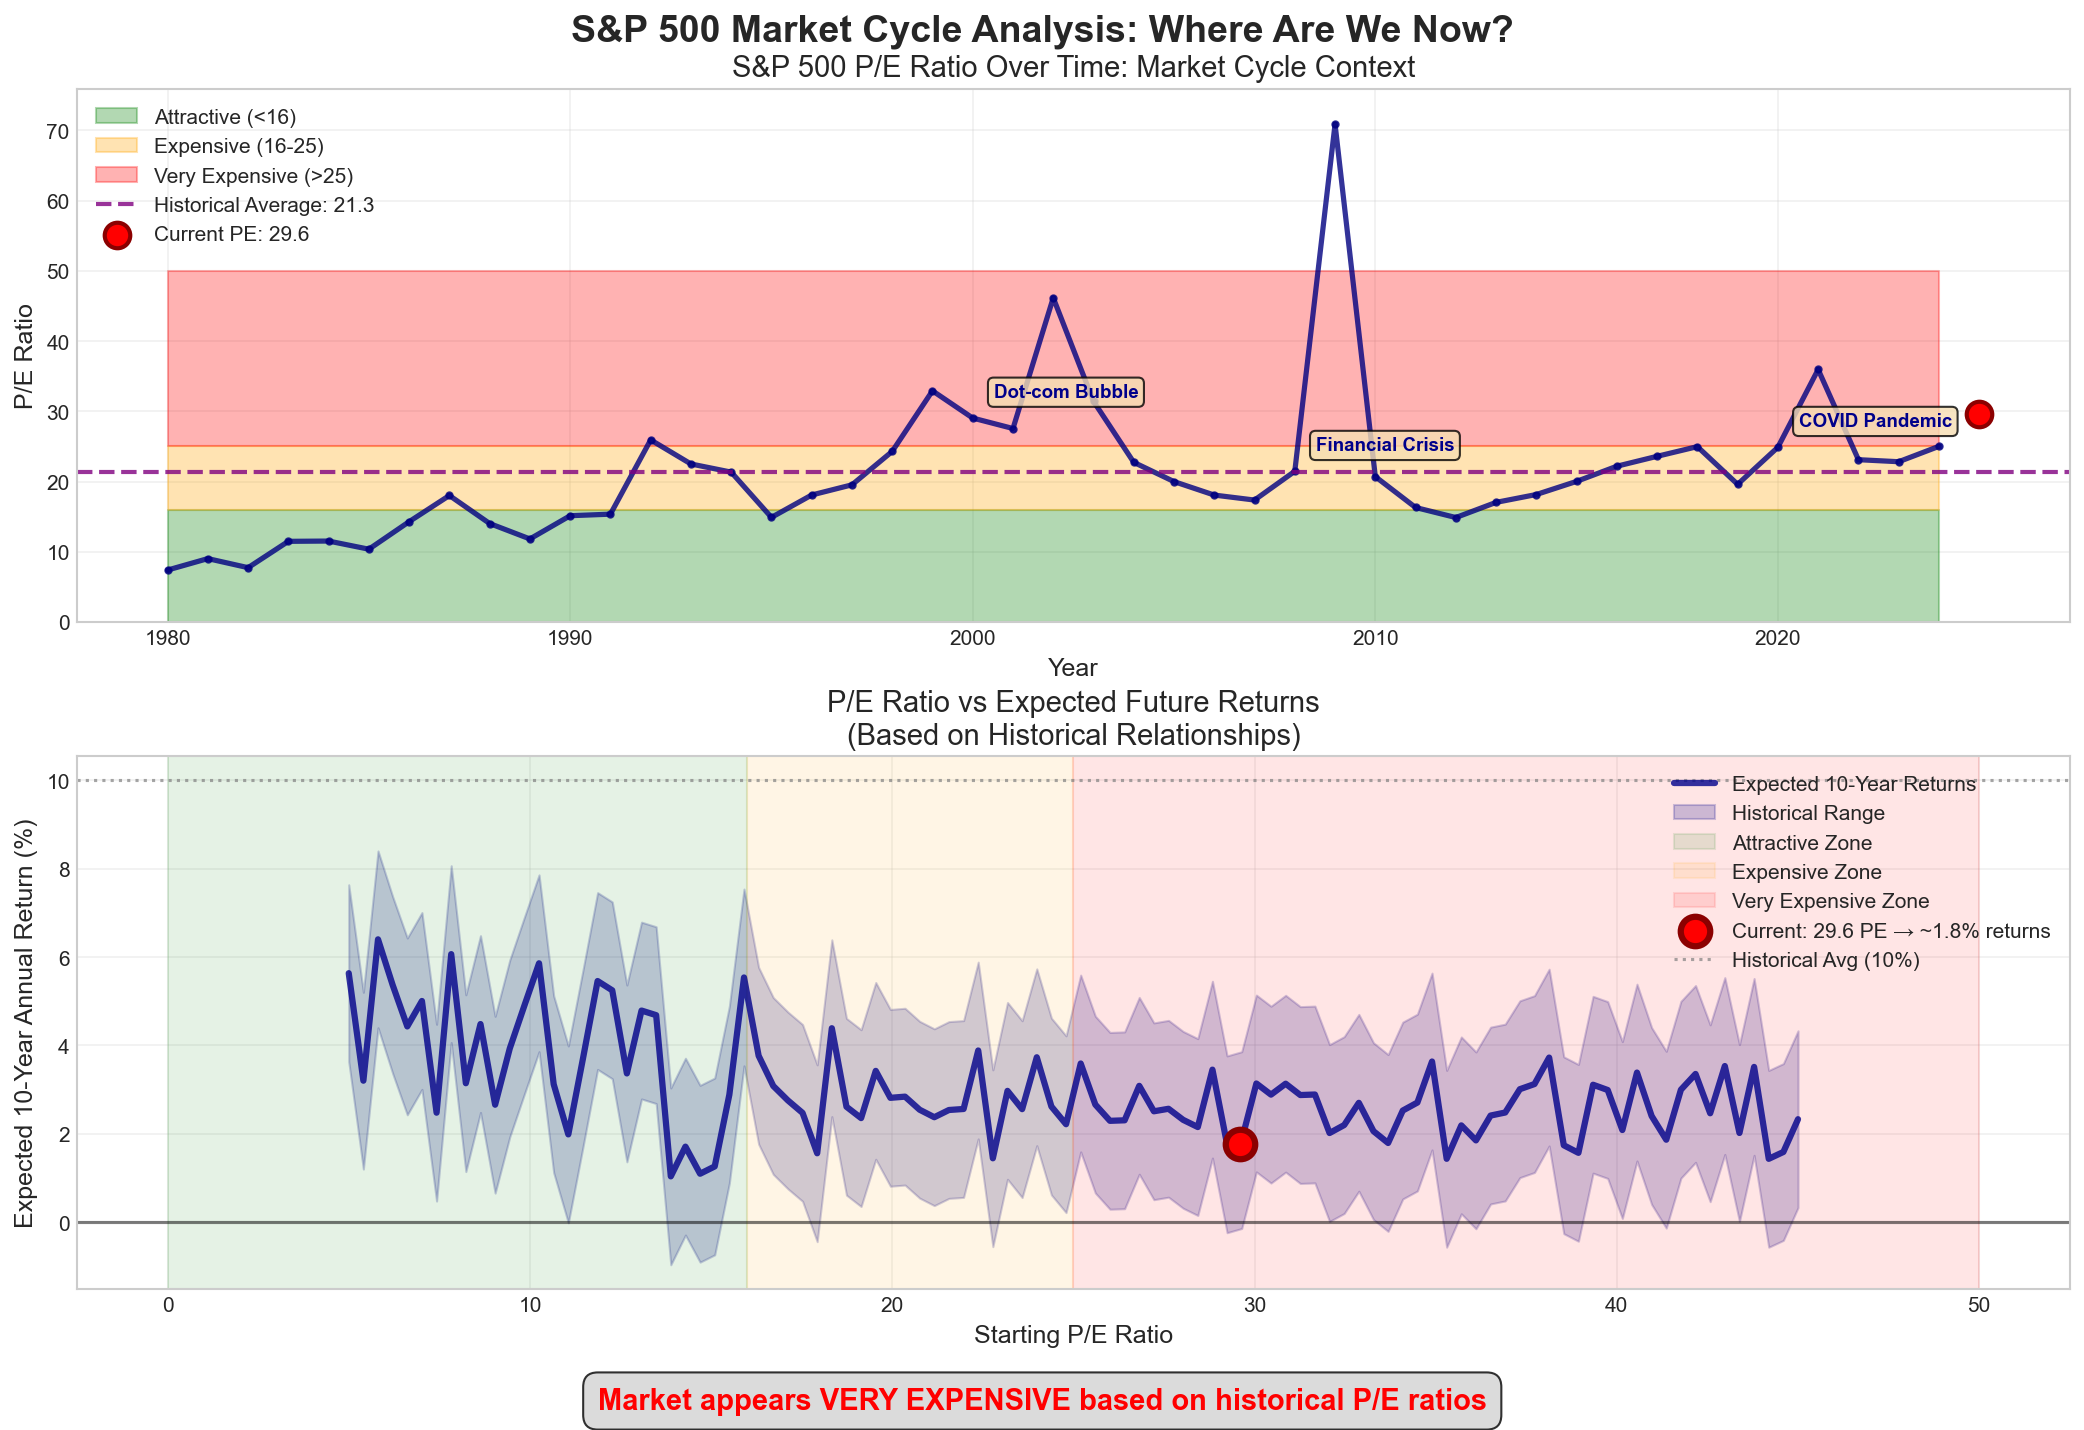 S&P 500 Market Cycle Analysis: Where Are We Now?
S&P 500 P/E Ratio Over Time: Market Cycle Context
Attractive (<16)
Expensive (16-25)
Very Expensive (>25)
Historical Average: 21.3
Current PE: 29.6
P/E Ratio
70
60
50
40
30
20
10
0
Dot-com Bubble
Financial Crisis
COVID Pandemic
1980
1990
2000
2010
2020
Year
P/E Ratio vs Expected Future Returns
(Based on Historical Relationships)
Expected 10-Year Annual Return (%)
10
8
6
4
2
0
Expected 10-Year Returns
Historical Range
Attractive Zone
Expensive Zone
Very Expensive Zone
Current: 29.6 PE → ~1.8% returns
Historical Avg (10%)
0
10
20
30
40
50
Starting P/E Ratio
Market appears VERY EXPENSIVE based on historical P/E ratios